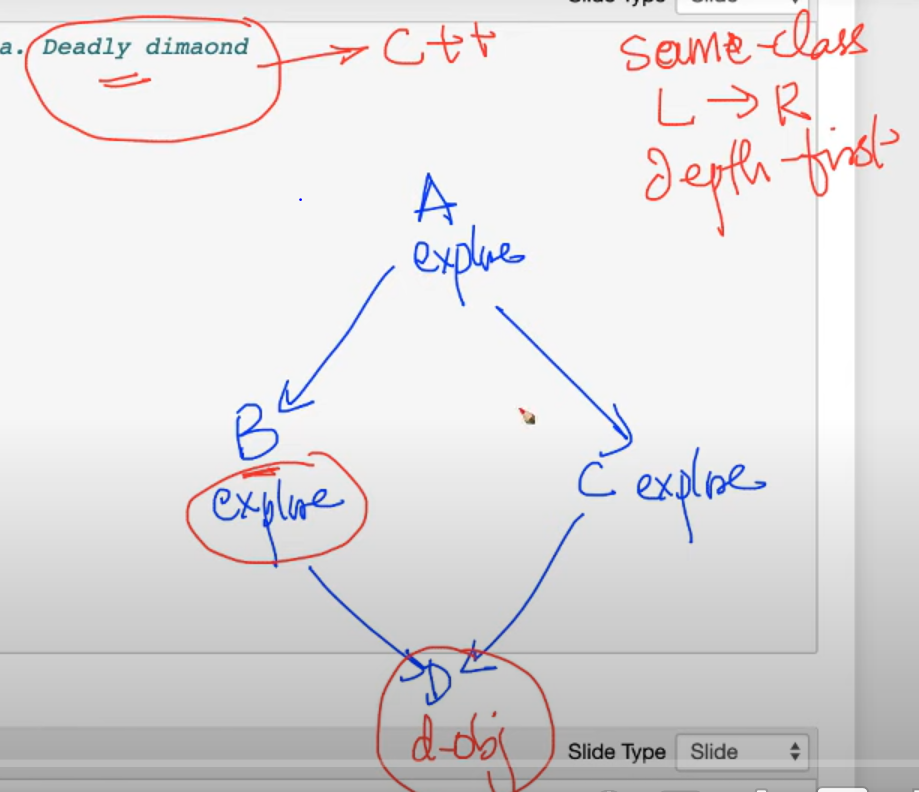 Slide Type Slide
a. Deadly dimaond
C++
same-class
L → R
depth-first
A
explore
B
explore
C explore
D
d-obj
Slide Type Slide